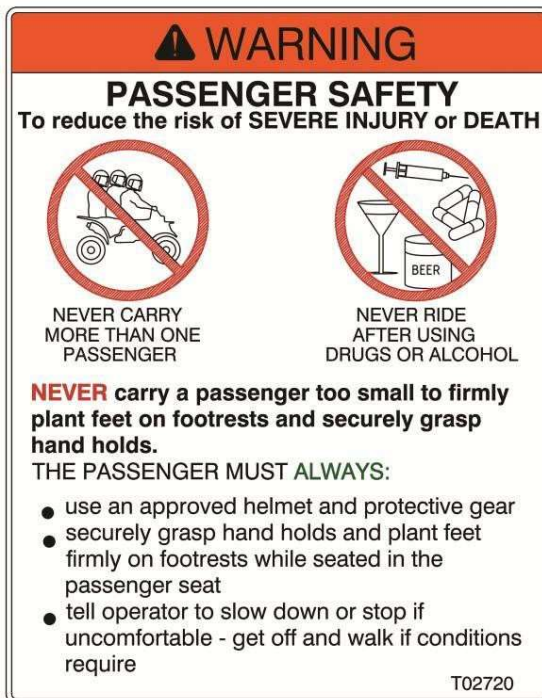 WARNING
PASSENGER SAFETY
To reduce the risk of SEVERE INJURY or DEATH
BEER
NEVER CARRY
MORE THAN ONE
PASSENGER
NEVER RIDE
AFTER USING
DRUGS OR ALCOHOL
NEVER carry a passenger too small to firmly
plant feet on footrests and securely grasp
hand holds.
THE PASSENGER MUST ALWAYS:
● use an approved helmet and protective gear
● securely grasp hand holds and plant feet
firmly on footrests while seated in the
passenger seat
● tell operator to slow down or stop if
uncomfortable - get off and walk if conditions
require
T02720